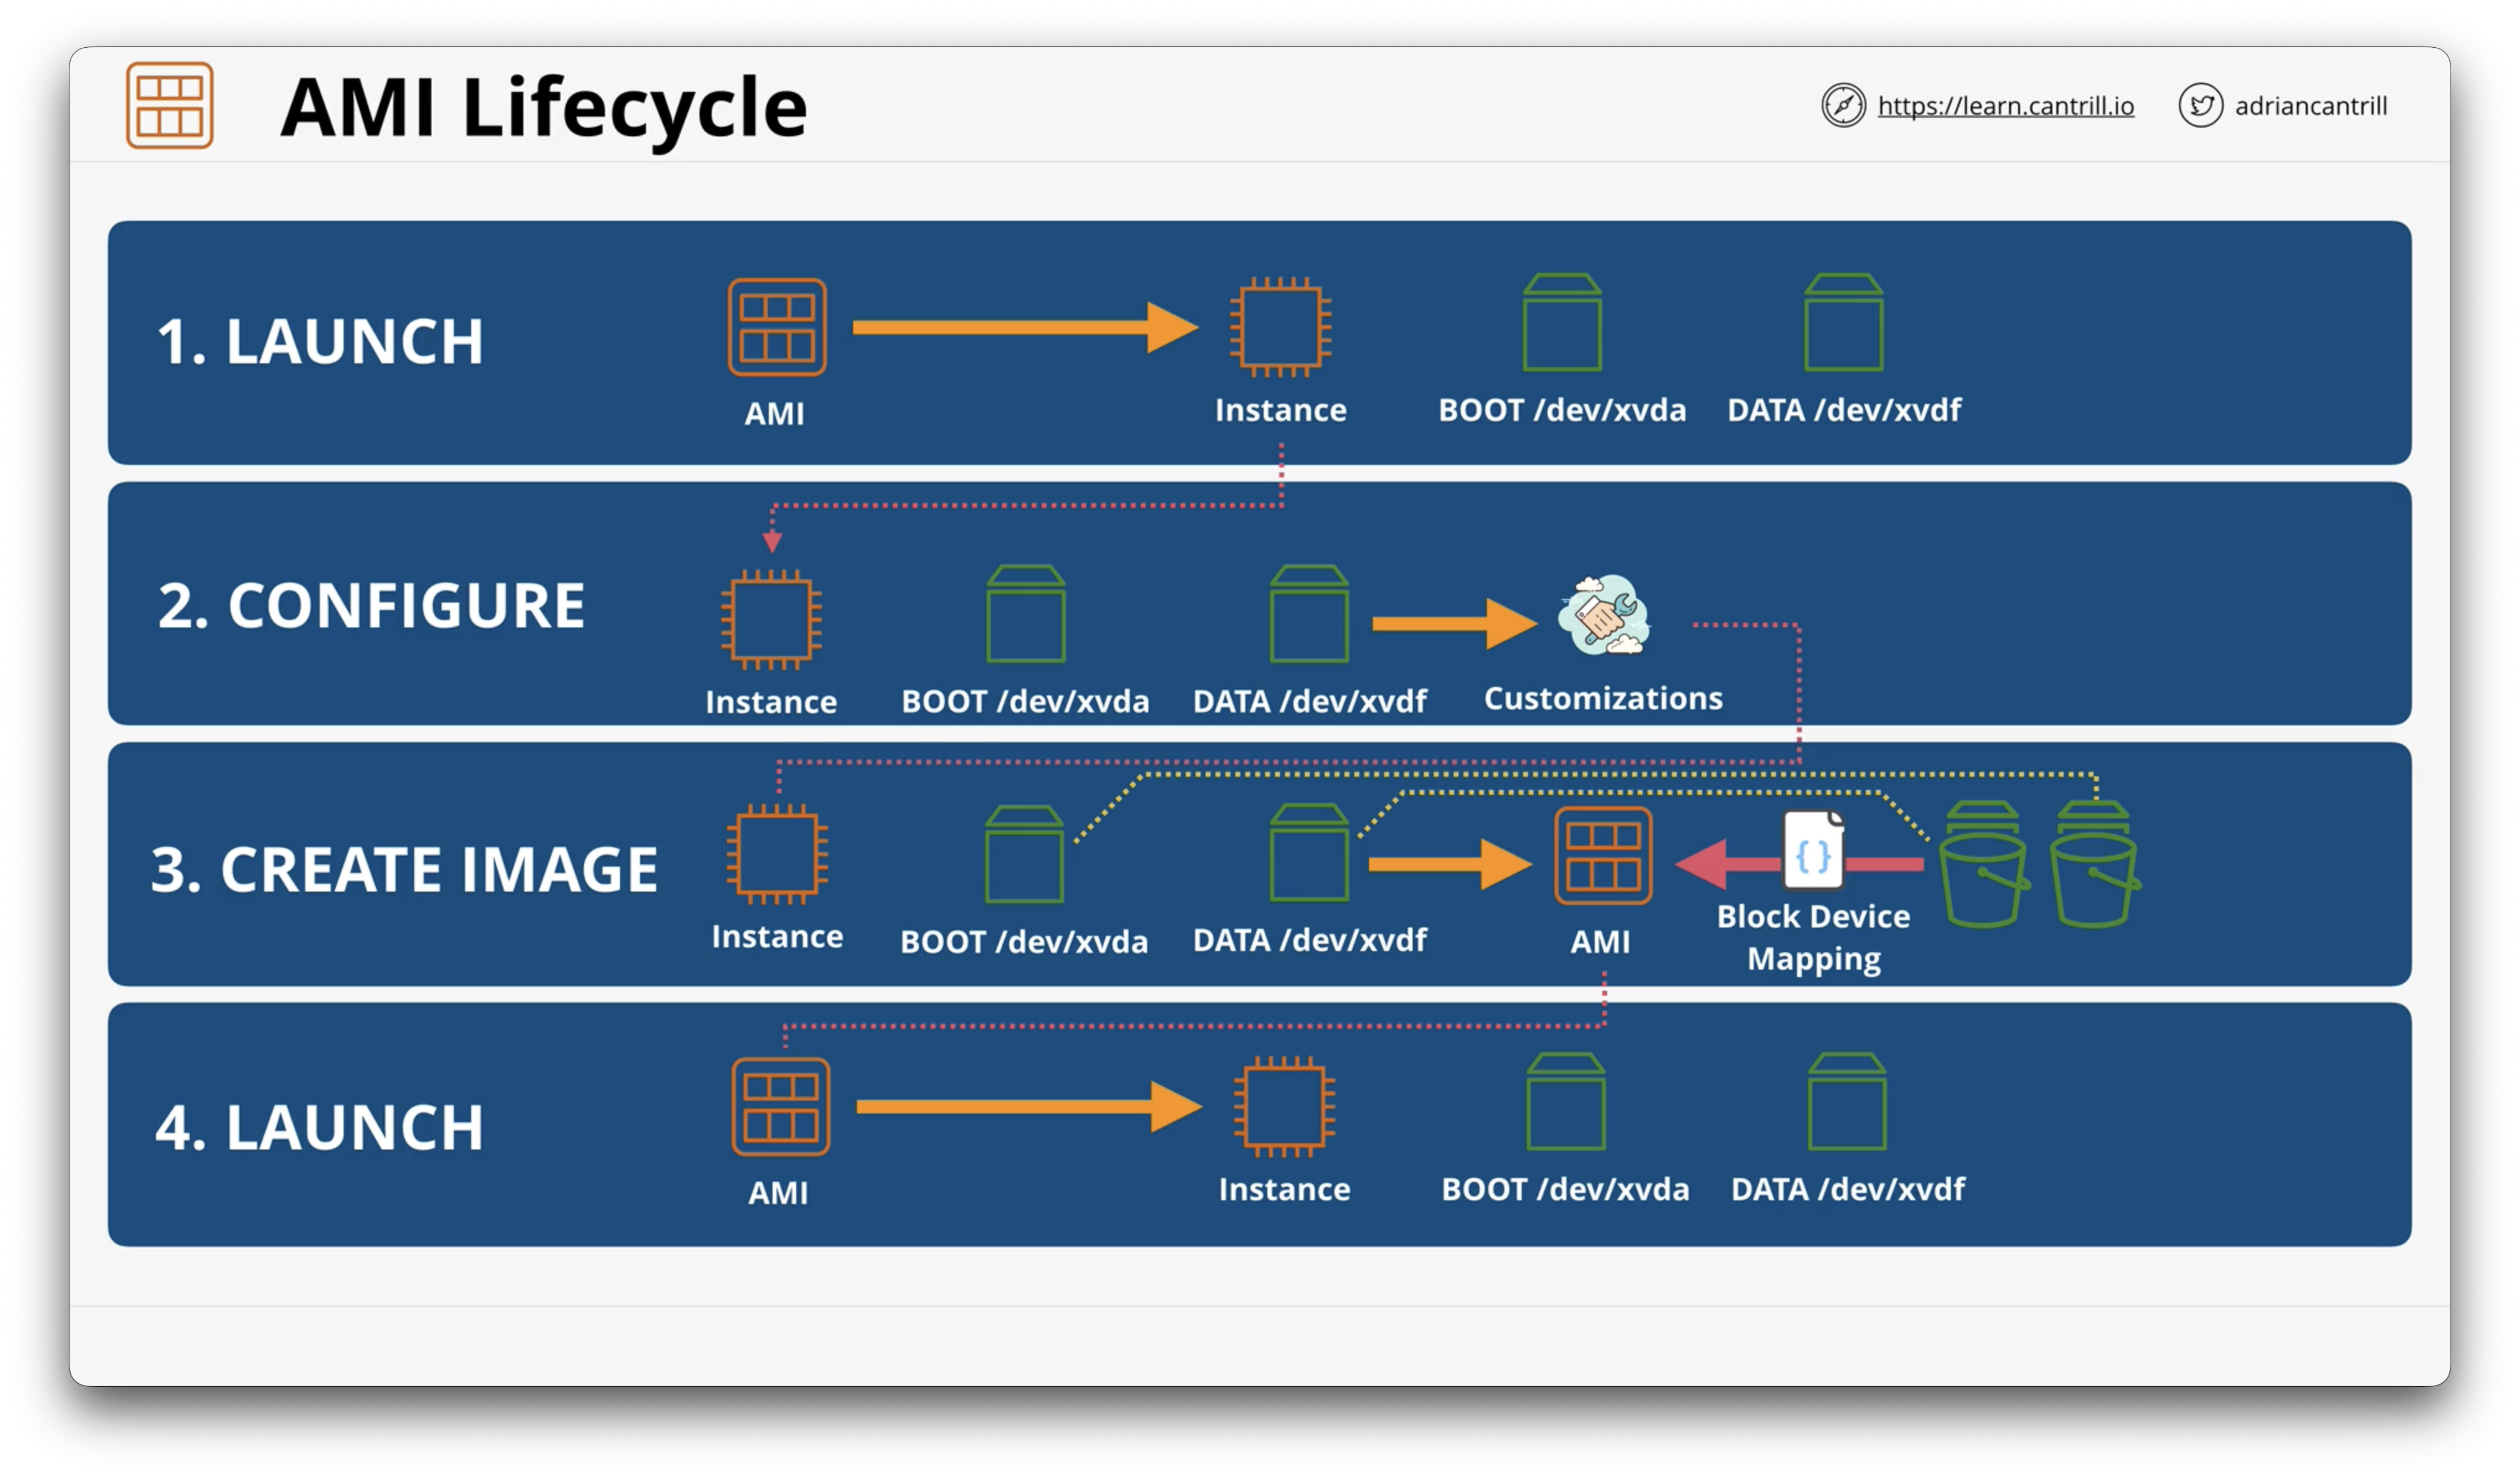 AMI Lifecycle
https://learn.cantrill.io
adriancantrill
1. LAUNCH
AMI
Instance
BOOT /dev/xvda
DATA /dev/xvdf
2. CONFIGURE
Instance
BOOT /dev/xvda
DATA /dev/xvdf
Customizations
3. CREATE IMAGE
Instance
BOOT /dev/xvda
DATA /dev/xvdf
AMI
{ }
Block Device
Mapping
4. LAUNCH
AMI
Instance
BOOT /dev/xvda
DATA /dev/xvdf